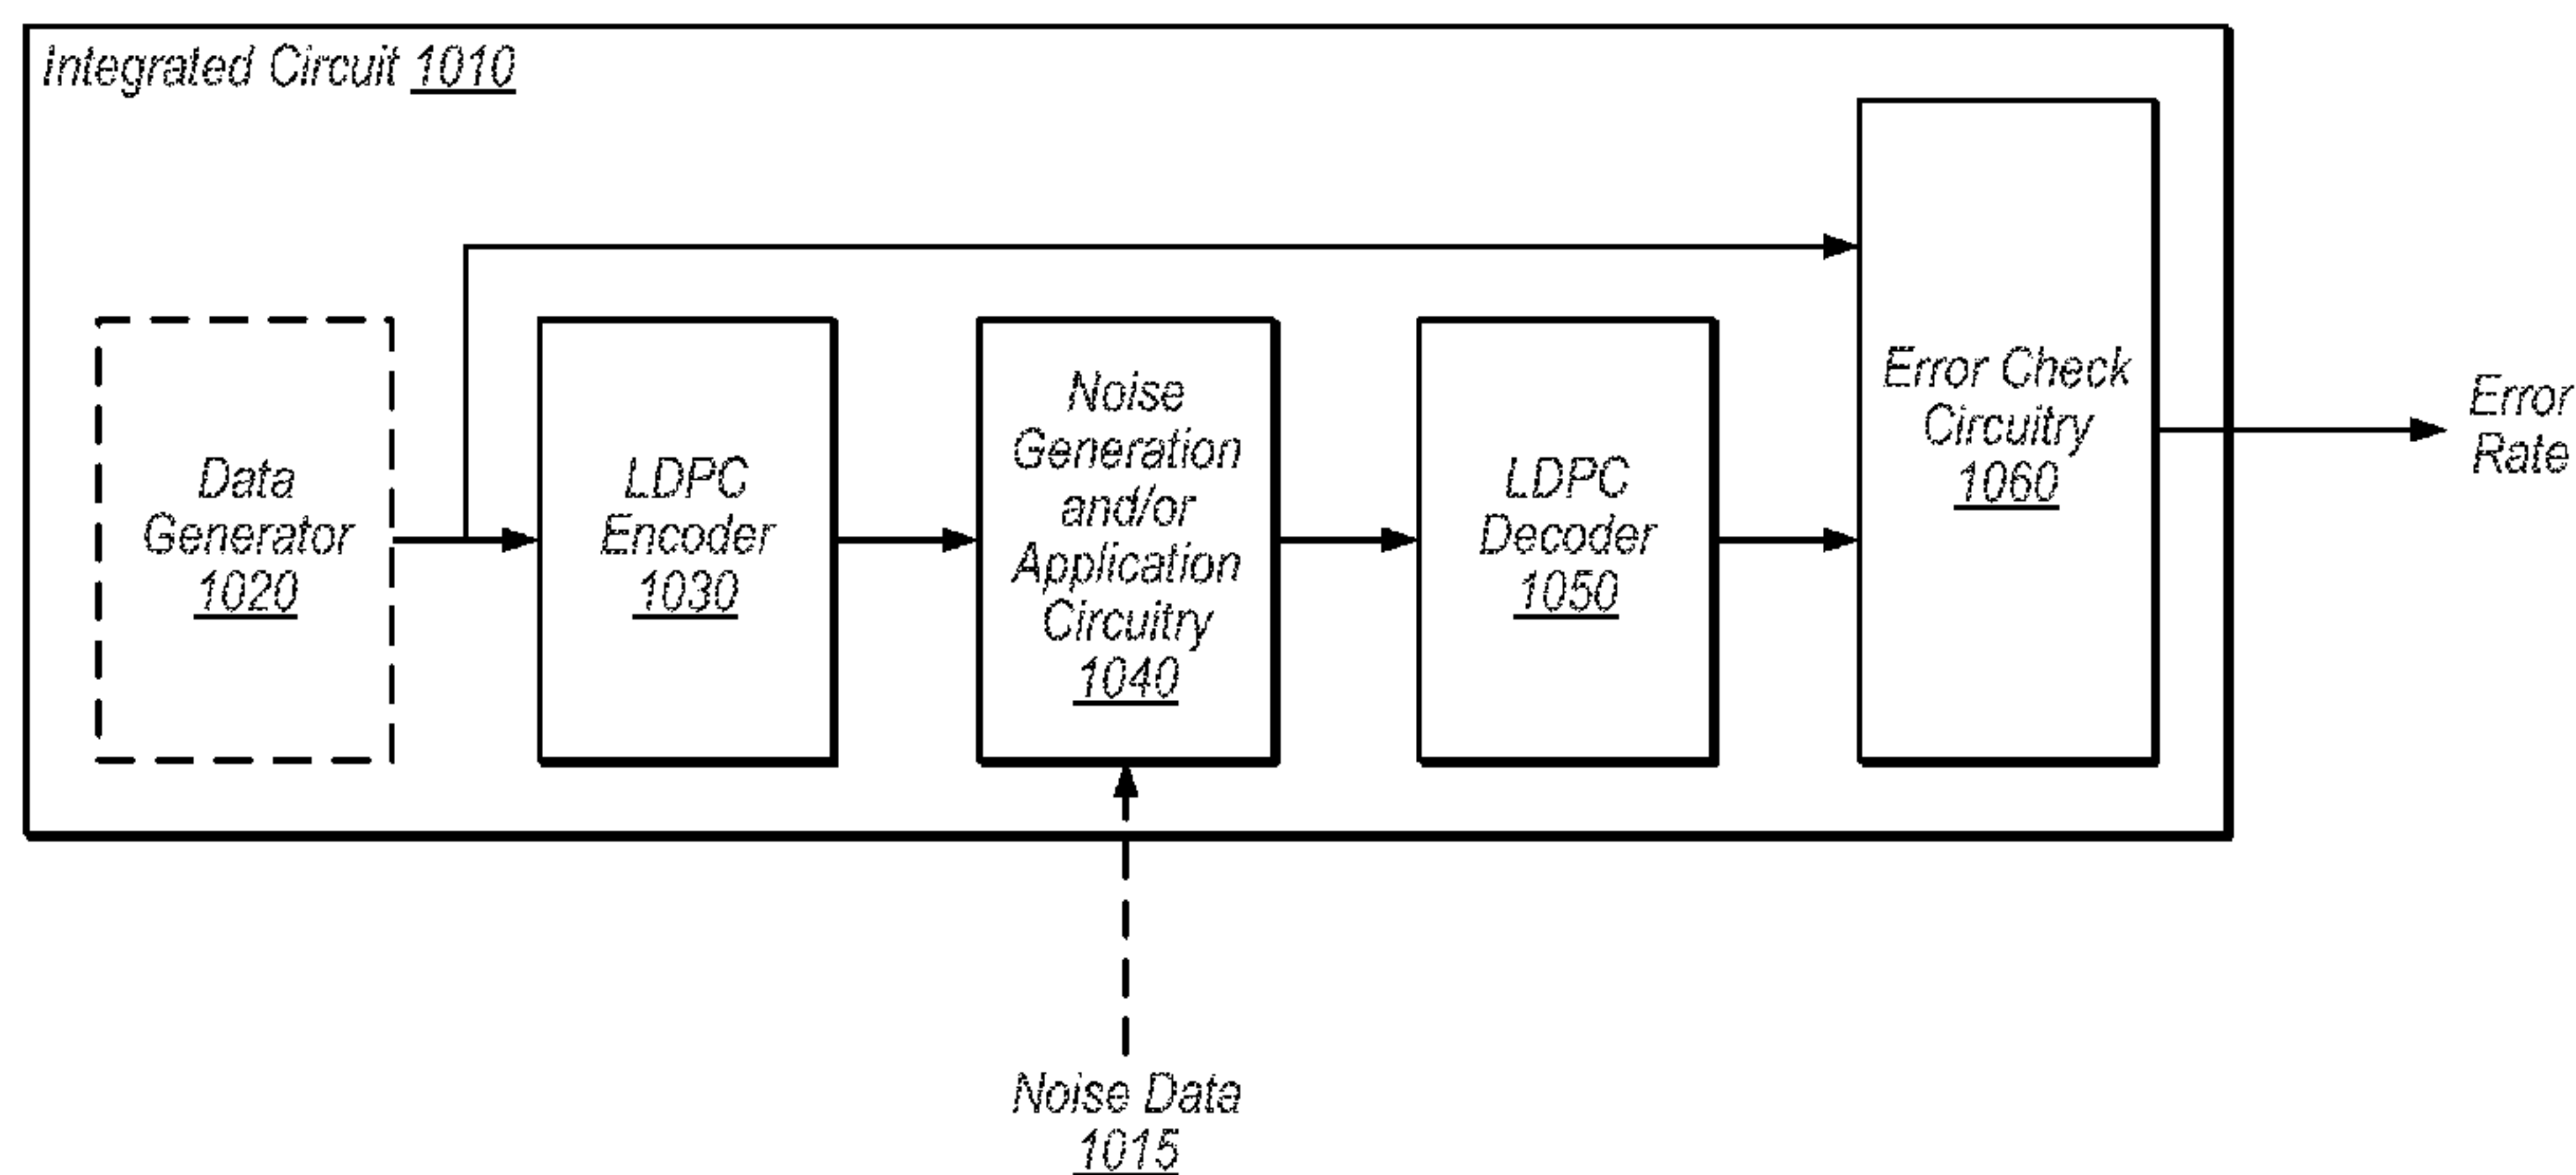 Integrated Circuit 1010
Data
Generator
1020
LDPC
Encoder
1030
Noise
Generation
and/or
Application
Circuitry
1040
LDPC
Decoder
1050
Error Check
Circuitry
1060
Error
Rate
Noise Data
1015